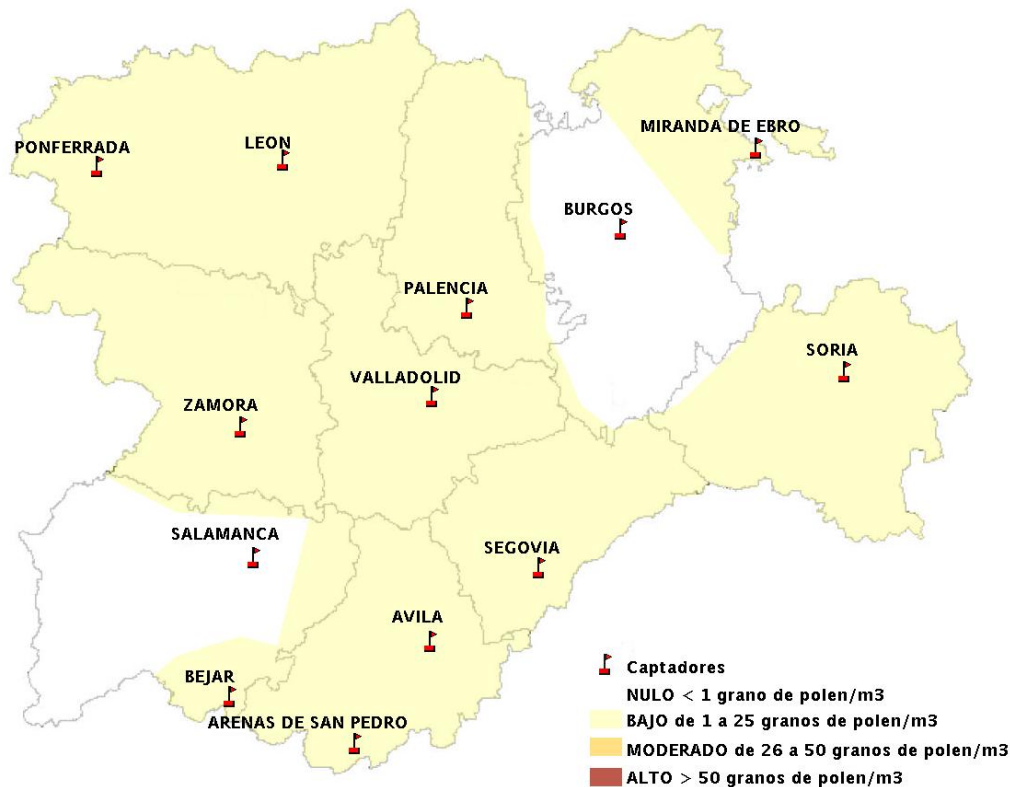 MIRANDA DE EBRO
PONFERRADA
LEON
BURGOS
PALENCIA
SORIA
VALLADOLID
ZAMORA
SALAMANCA
SEGOVIA
AVILA
BEJAR
ARENAS DE SAN PEDRO
Captadores
NULO < 1 grano de polen/m3
BAJO de 1 a 25 granos de polen/m3
MODERADO de 26 a 50 granos de polen/m3
ALTO > 50 granos de polen/m3